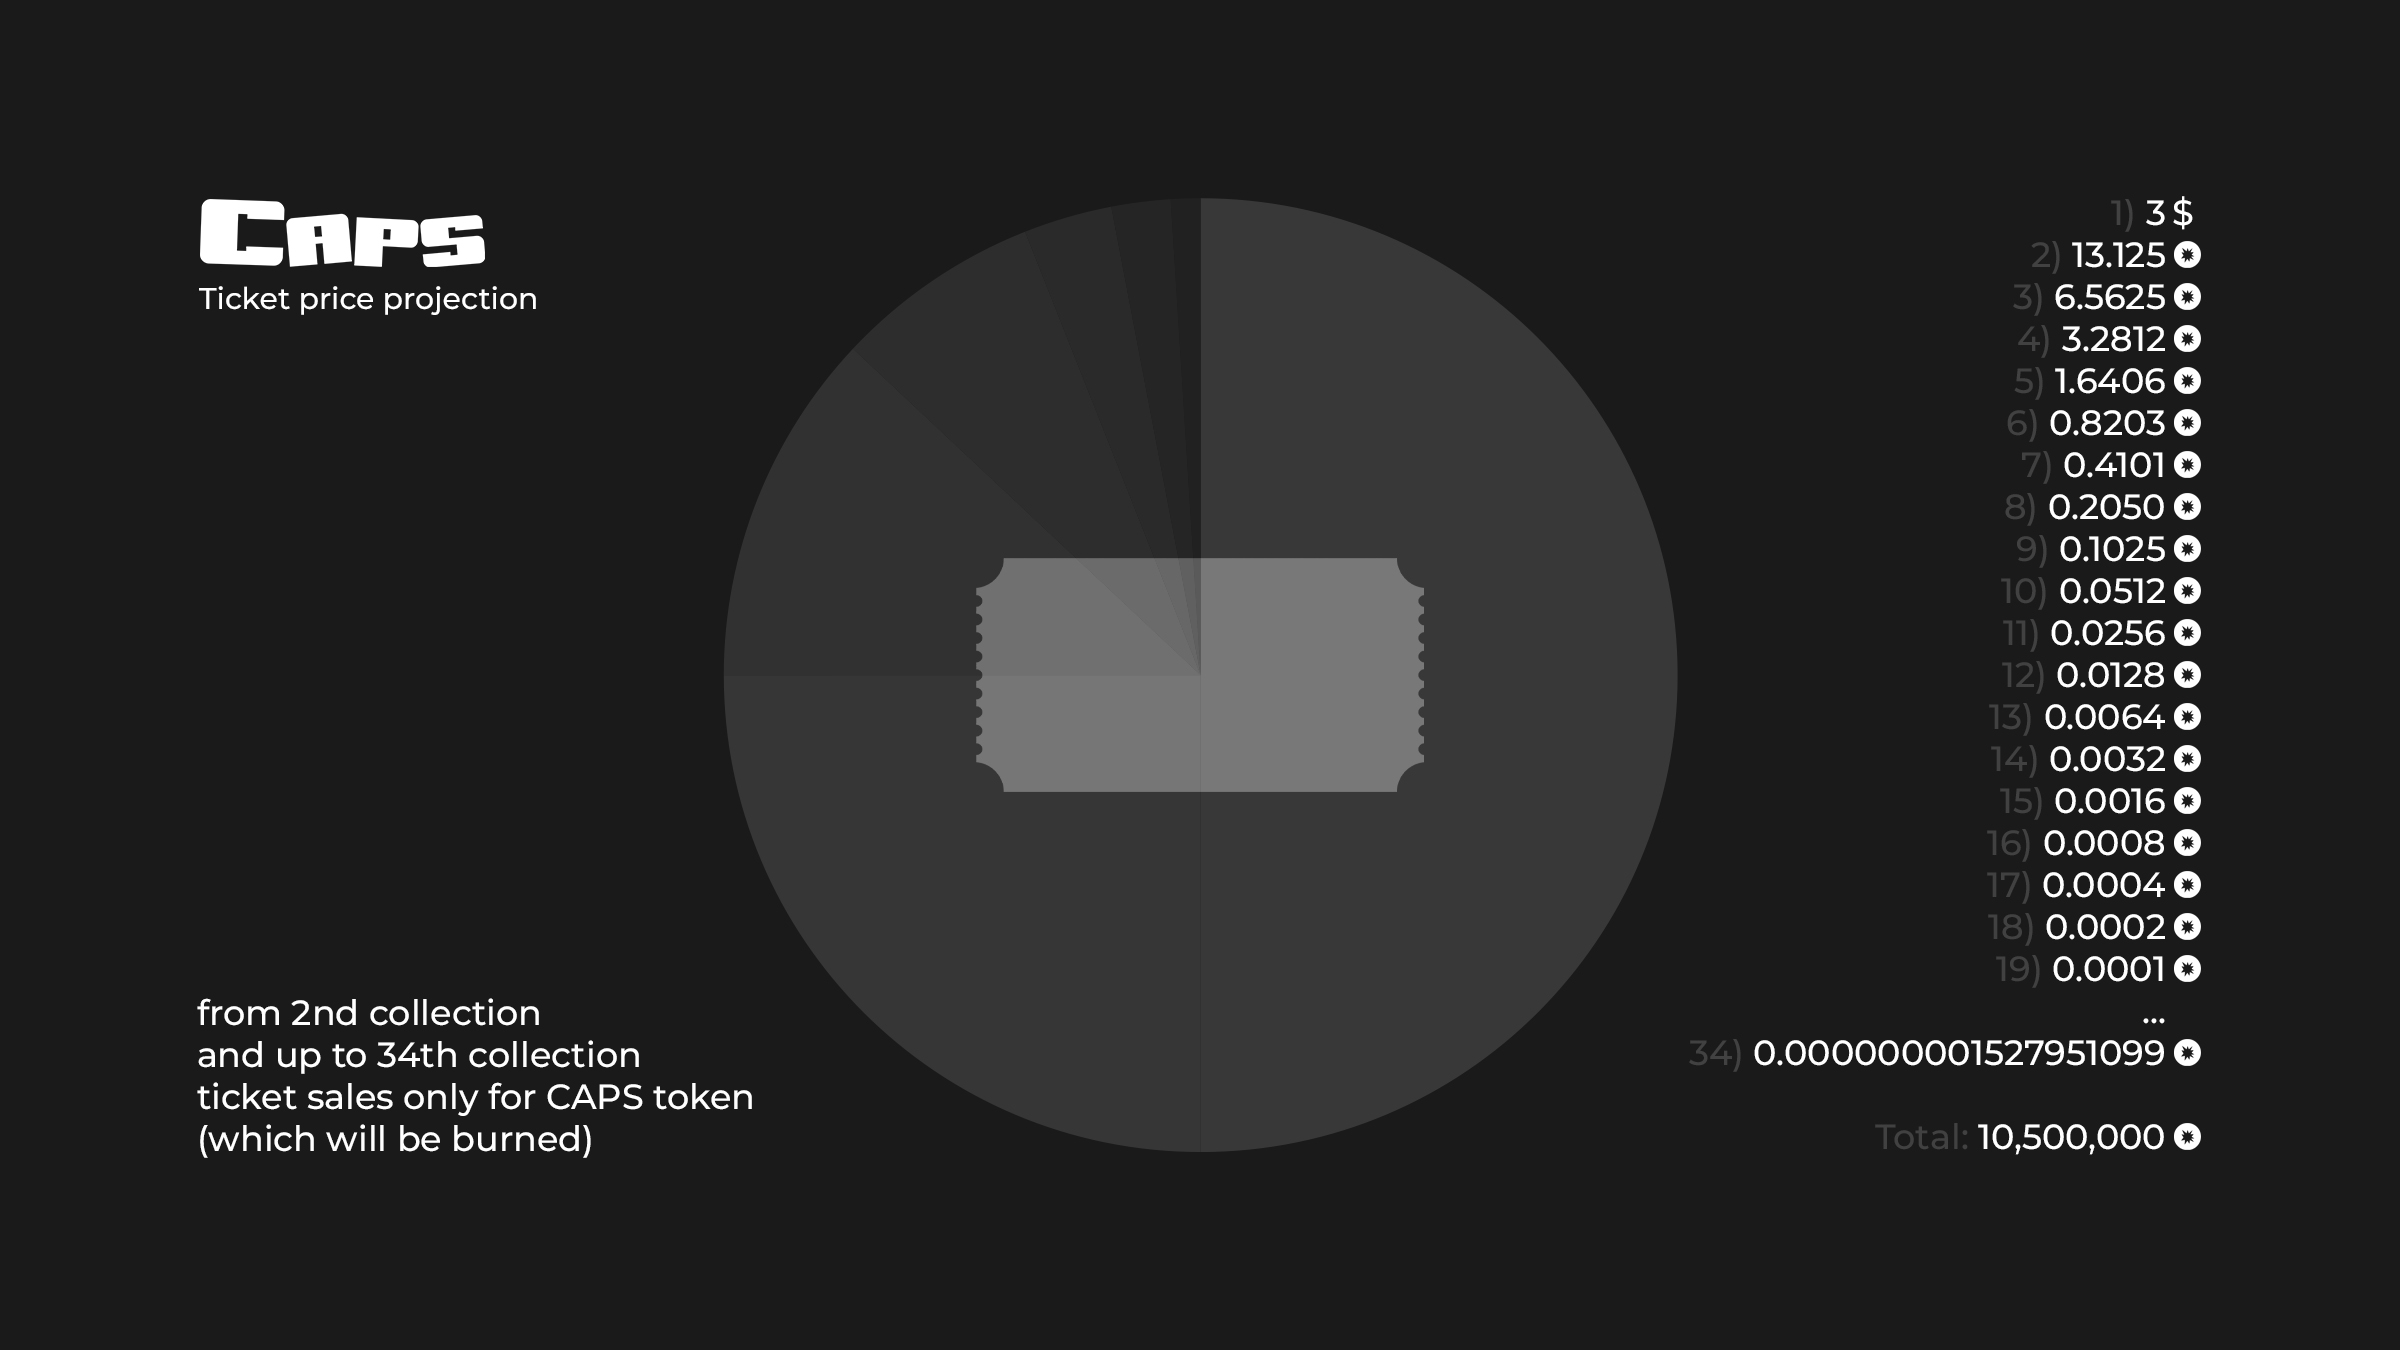 CAPS
Ticket price projection
1) 3 $
2) 13.125
3) 6.5625
4) 3.2812
5) 1.6406
6) 0.8203
7) 0.4101
8) 0.2050
9) 0.1025
10) 0.0512
11) 0.0256
12) 0.0128
13) 0.0064
14) 0.0032
15) 0.0016
16) 0.0008
17) 0.0004
18) 0.0002
19) 0.0001
...
34) 0.000000001527951099
Total: 10,500,000
from 2nd collection
and up to 34th collection
ticket sales only for CAPS token
(which will be burned)